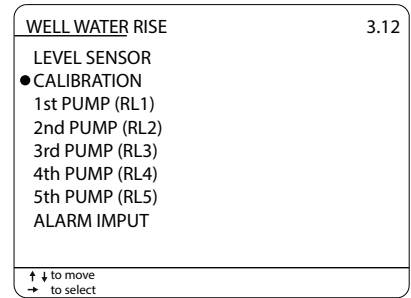 WELL WATER RISE 3.12
LEVEL SENSOR
●CALIBRATION
1st PUMP (RL1)
2nd PUMP (RL2)
3rd PUMP (RL3)
4th PUMP (RL4)
5th PUMP (RL5)
ALARM IMPUT
↑ ↓ to move
→ to select